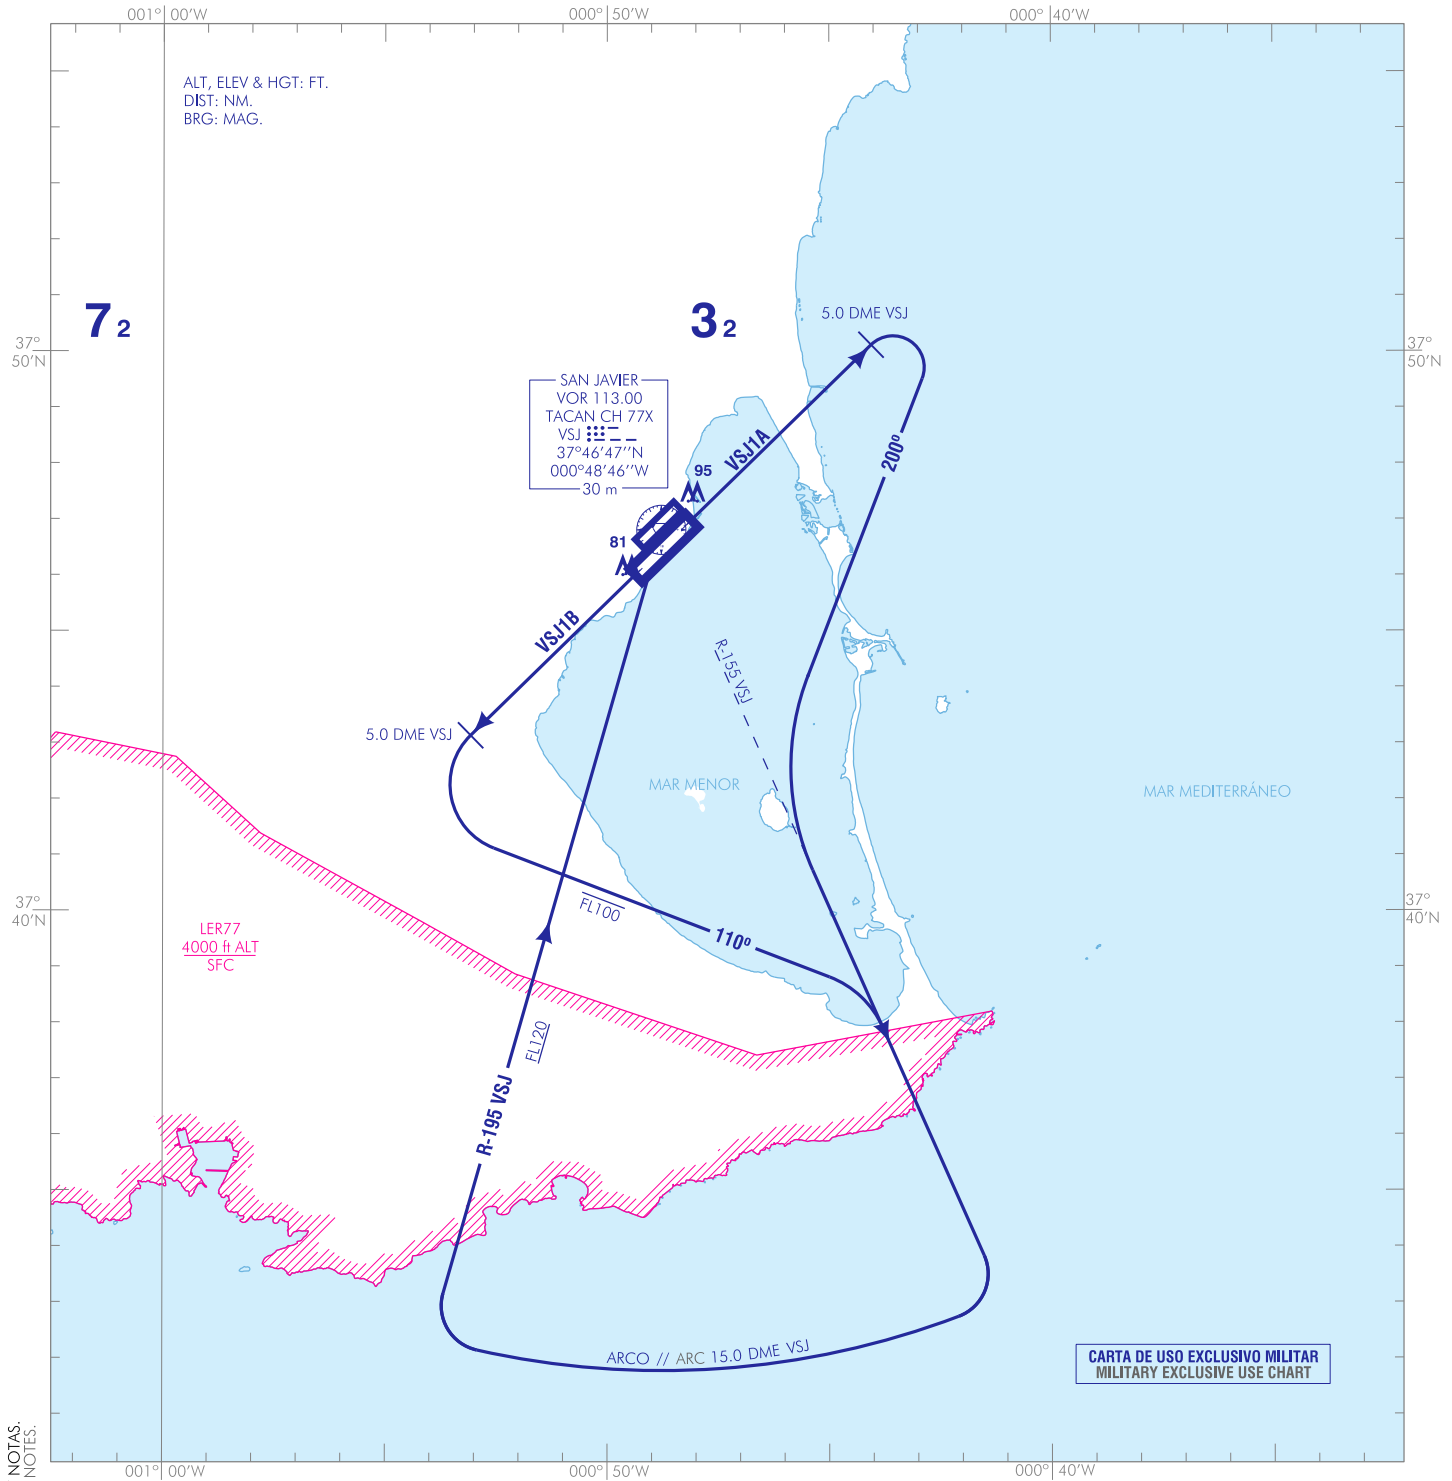 001° 00'W
000° 50'W
000° 40'W
ALT, ELEV & HGT: FT.
DIST: NM.
BRG: MAG.
7 2
3 2
5.0 DME VSJ
37°
50'N
37°
50'N
SAN JAVIER
VOR 113.00
TACAN CH 77X
VSJ
37°46'47''N
000°48'46''W
30 m
VSJ1A
200º
95
81
VSJ1B
R-155 VSJ
5.0 DME VSJ
MAR MENOR
MAR MEDITERRÁNEO
FL100
110º
37°
40'N
37°
40'N
LER77
4000 ft ALT
SFC
FL120
R-195 VSJ
ARCO // ARC 15.0 DME VSJ
CARTA DE USO EXCLUSIVO MILITAR
MILITARY EXCLUSIVE USE CHART
NOTAS.
NOTES.
001° 00'W
000° 50'W
000° 40'W